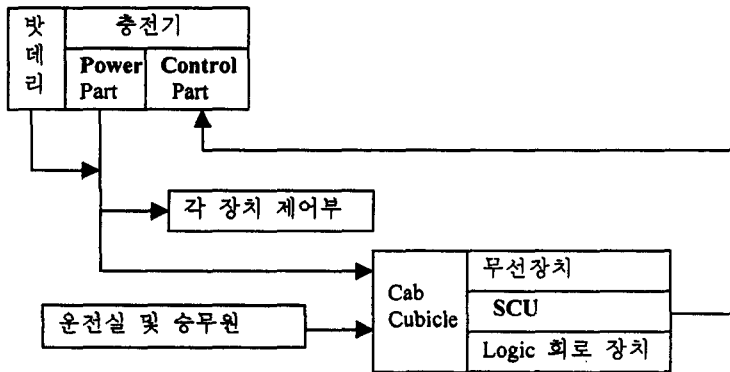 밧데리
충전기
Power Part
Control Part
각 장치 제어부
운전실 및 승무원
Cab Cubicle
무선장치
SCU
Logic 회로 장치